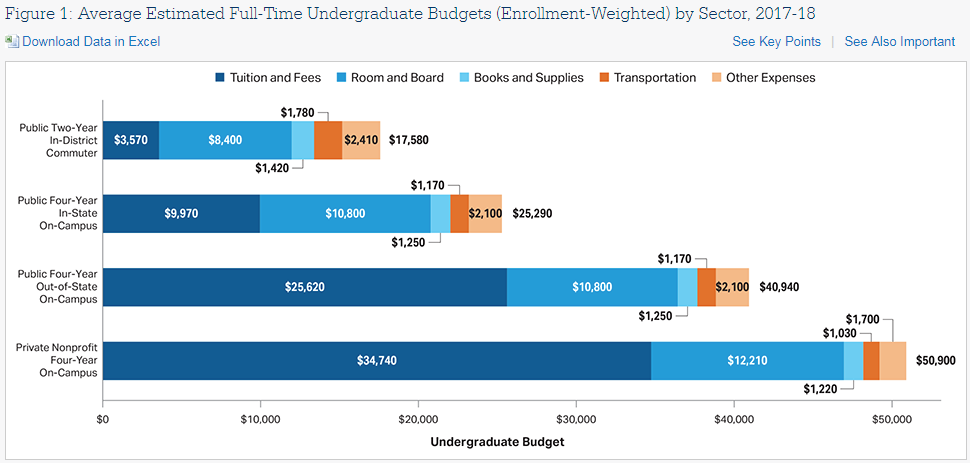 Figure 1: Average Estimated Full-Time Undergraduate Budgets (Enrollment-Weighted) by Sector, 2017-18
Download Data in Excel
See Key Points | See Also Important
Tuition and Fees Room and Board Books and Supplies Transportation Other Expenses
$1,780
Public Two-Year
In-District
Commuter
$3,570 $8,400 $2,410 $17,580
$1,420
$1,170
Public Four-Year
In-State
On-Campus
$9,970 $10,800 $2,100 $25,290
$1,250
$1,170
Public Four-Year
Out-of-State
On-Campus
$25,620 $10,800 $2,100 $40,940
$1,250
$1,700
$1,030
Private Nonprofit
Four-Year
On-Campus
$34,740 $12,210 $50,900
$1,220
$0 $10,000 $20,000 $30,000 $40,000 $50,000
Undergraduate Budget